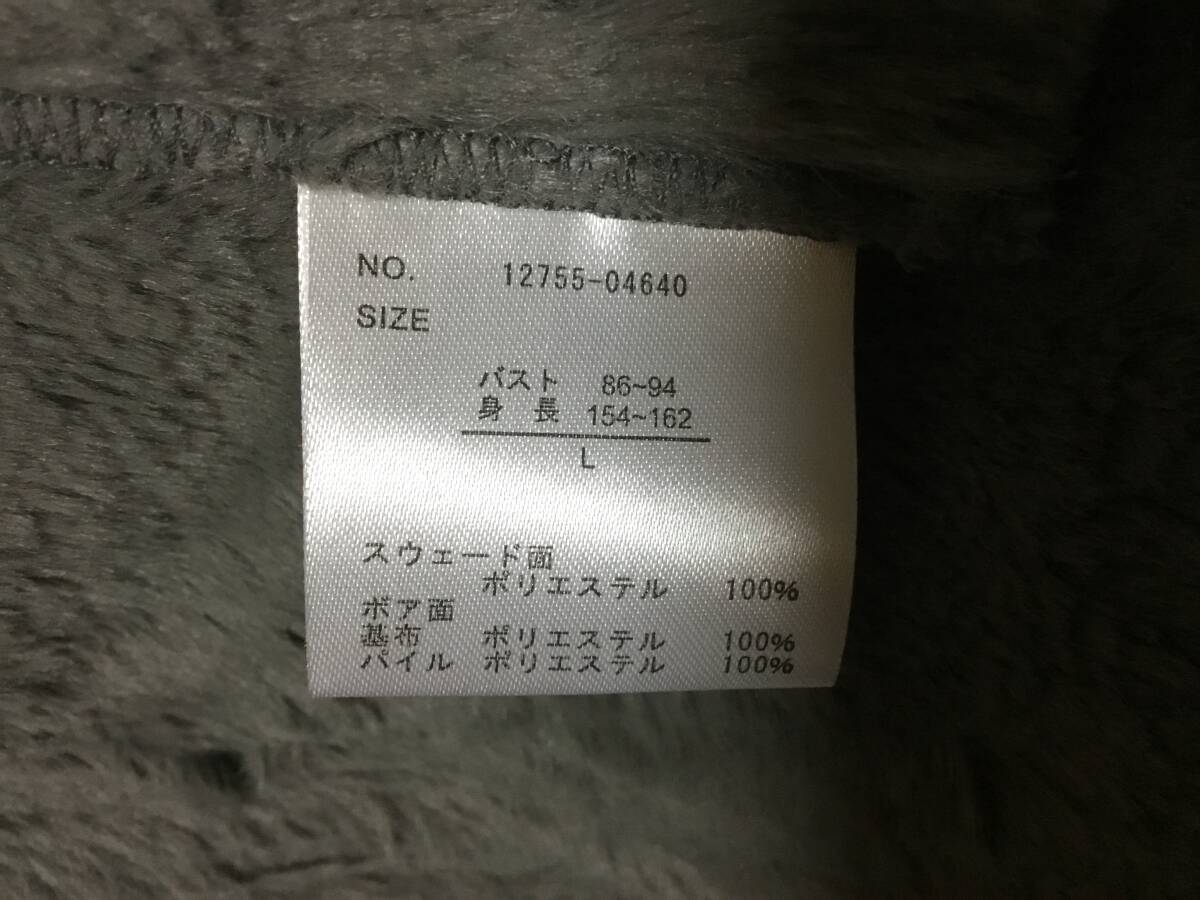 NO. 12755-04640
SIZE
バスト 86~94
身 長 154~162
L
スウェード面
ポリエステル 100%
ボア面
基布 ポリエステル 100%
パイル ポリエステル 100%